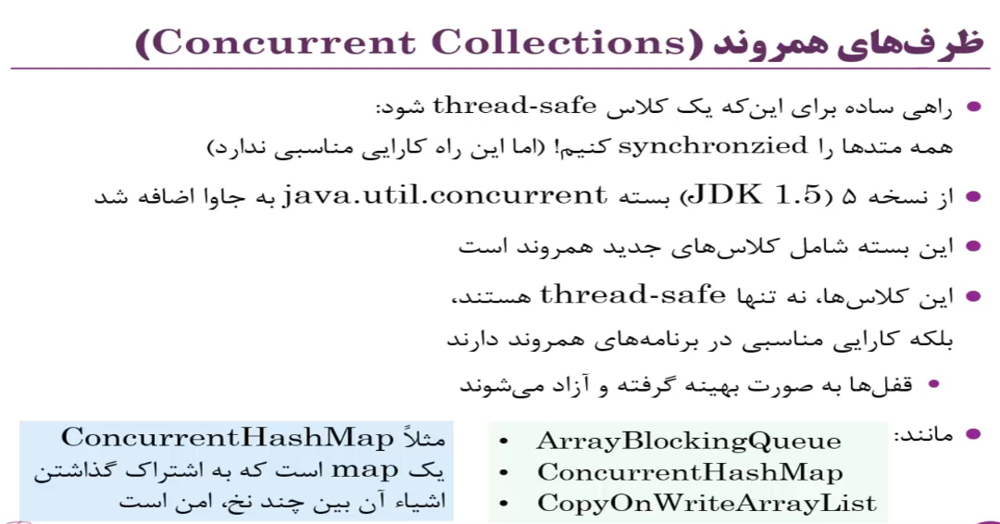 ظرف‌های همروند (Concurrent Collections)
• راهی ساده برای این‌که یک کلاس thread-safe شود:
همه متدها را synchronzied کنیم! (اما این راه کارایی مناسبی ندارد)
• از نسخه ۵ (JDK 1.5) بسته java.util.concurrent به جاوا اضافه شد
• این بسته شامل کلاس‌های جدید همروند است
• این کلاس‌ها، نه تنها thread-safe هستند،
بلکه کارایی مناسبی در برنامه‌های همروند دارند
• قفل‌ها به صورت بهینه گرفته و آزاد می‌شوند
• مانند:
• ArrayBlockingQueue
• ConcurrentHashMap
• CopyOnWriteArrayList
مثلاً ConcurrentHashMap
یک map است که به اشتراک گذاشتن
اشیاء آن بین چند نخ، امن است